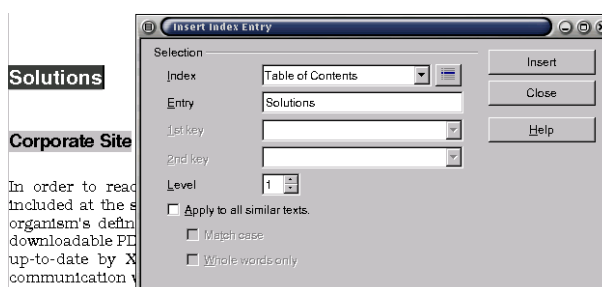 Insert Index Entry
Selection
Index
Table of Contents
Insert
Entry
Solutions
Close
1st key
Help
2nd key
Level
1
Apply to all similar texts.
Match case
Whole words only
Solutions
Corporate Site
In order to read
included at the s
organism's defin
downloadable PD
up-to-date by X
communication